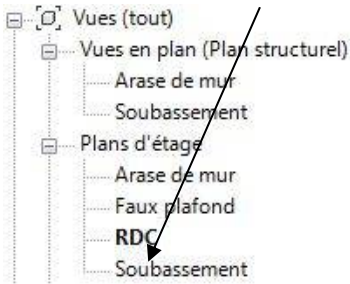 Vues (tout)
Vues en plan (Plan structurel)
Arase de mur
Soubassement
Plans d'étage
Arase de mur
Faux plafond
RDC
Soubassement